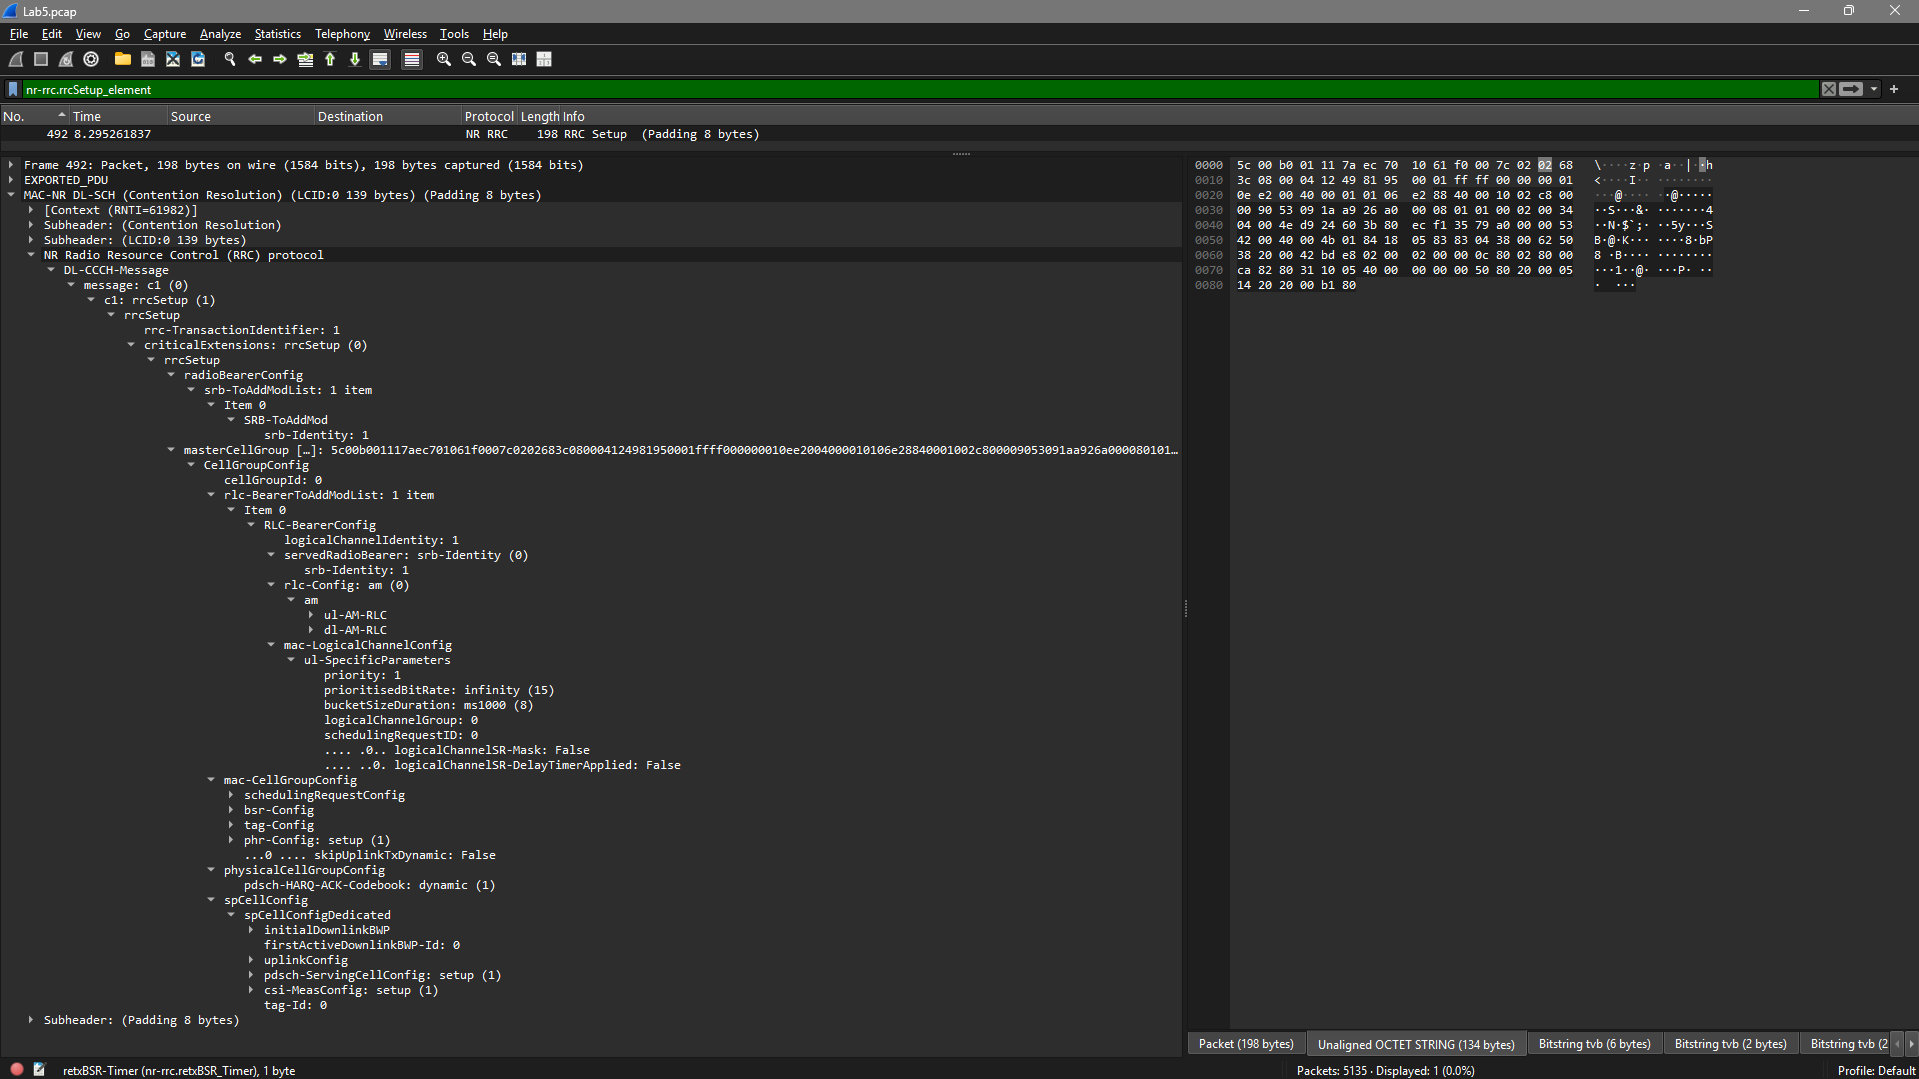 Lab5.pcap
File Edit View Go Capture Analyze Statistics Telephony Wireless Tools Help
nr-rrc.rrcSetup_element
No. Time Source Destination Protocol Length Info
492 8.295261837 NR RRC 198 RRC Setup (Padding 8 bytes)
Frame 492: Packet, 198 bytes on wire (1584 bits), 198 bytes captured (1584 bits)
EXPORTED_PDU
MAC-NR DL-SCH (Contention Resolution) (LCID:0 139 bytes) (Padding 8 bytes)
[Context (RNTI=61982)]
Subheader: (Contention Resolution)
Subheader: (LCID:0 139 bytes)
NR Radio Resource Control (RRC) protocol
DL-CCCH-Message
message: c1 (0)
c1: rrcSetup (1)
rrcSetup
rrc-TransactionIdentifier: 1
criticalExtensions: rrcSetup (0)
rrcSetup
radioBearerConfig
srb-ToAddModList: 1 item
Item 0
SRB-ToAddMod
srb-Identity: 1
masterCellGroup […]: 5c00b001117aec701061f0007c0202683c080004124981950001ffff000000010ee2004000010106e28840001002c800009053091aa926a000080101…
CellGroupConfig
cellGroupId: 0
rlc-BearerToAddModList: 1 item
Item 0
RLC-BearerConfig
logicalChannelIdentity: 1
servedRadioBearer: srb-Identity (0)
srb-Identity: 1
rlc-Config: am (0)
am
ul-AM-RLC
dl-AM-RLC
mac-LogicalChannelConfig
ul-SpecificParameters
priority: 1
prioritisedBitRate: infinity (15)
bucketSizeDuration: ms1000 (8)
logicalChannelGroup: 0
schedulingRequestID: 0
.... .0.. logicalChannelSR-Mask: False
.... ..0. logicalChannelSR-DelayTimerApplied: False
mac-CellGroupConfig
schedulingRequestConfig
bsr-Config
tag-Config
phr-Config: setup (1)
...0 .... skipUplinkTxDynamic: False
physicalCellGroupConfig
pdsch-HARQ-ACK-Codebook: dynamic (1)
spCellConfig
spCellConfigDedicated
initialDownlinkBWP
firstActiveDownlinkBWP-Id: 0
uplinkConfig
pdsch-ServingCellConfig: setup (1)
csi-MeasConfig: setup (1)
tag-Id: 0
Subheader: (Padding 8 bytes)
0000 5c 00 b0 01 11 7a ec 70 10 61 f0 00 7c 02 02 68 \····z·p ·a··|··h
0010 3c 08 00 04 12 49 81 95 00 01 ff ff 00 00 00 01 <····I·· ········
0020 0e e2 00 40 00 01 01 06 e2 88 40 00 10 02 c8 00 ···@···· ··@·····
0030 00 90 53 09 1a a9 26 a0 00 08 01 01 00 02 00 34 ··S···&· ·······4
0040 04 00 4e d9 24 60 3b 80 ec f1 35 79 a0 00 00 53 ··N·$`;· ··5y···S
0050 42 00 40 00 4b 01 84 18 05 83 83 04 38 00 62 50 B·@·K··· ····8·bP
0060 38 20 00 42 bd e8 02 00 02 00 00 0c 80 02 80 00 8 ·B···· ········
0070 ca 82 80 31 10 05 40 00 00 00 00 50 80 20 00 05 ···1··@· ···P· ··
0080 14 20 20 00 b1 80 ·  ···
Packet (198 bytes) Unaligned OCTET STRING (134 bytes) Bitstring tvb (6 bytes) Bitstring tvb (2 bytes) Bitstring tvb (2
retxBSR-Timer (nr-rrc.retxBSR_Timer), 1 byte Packets: 5135 · Displayed: 1 (0.0%) Profile: Default